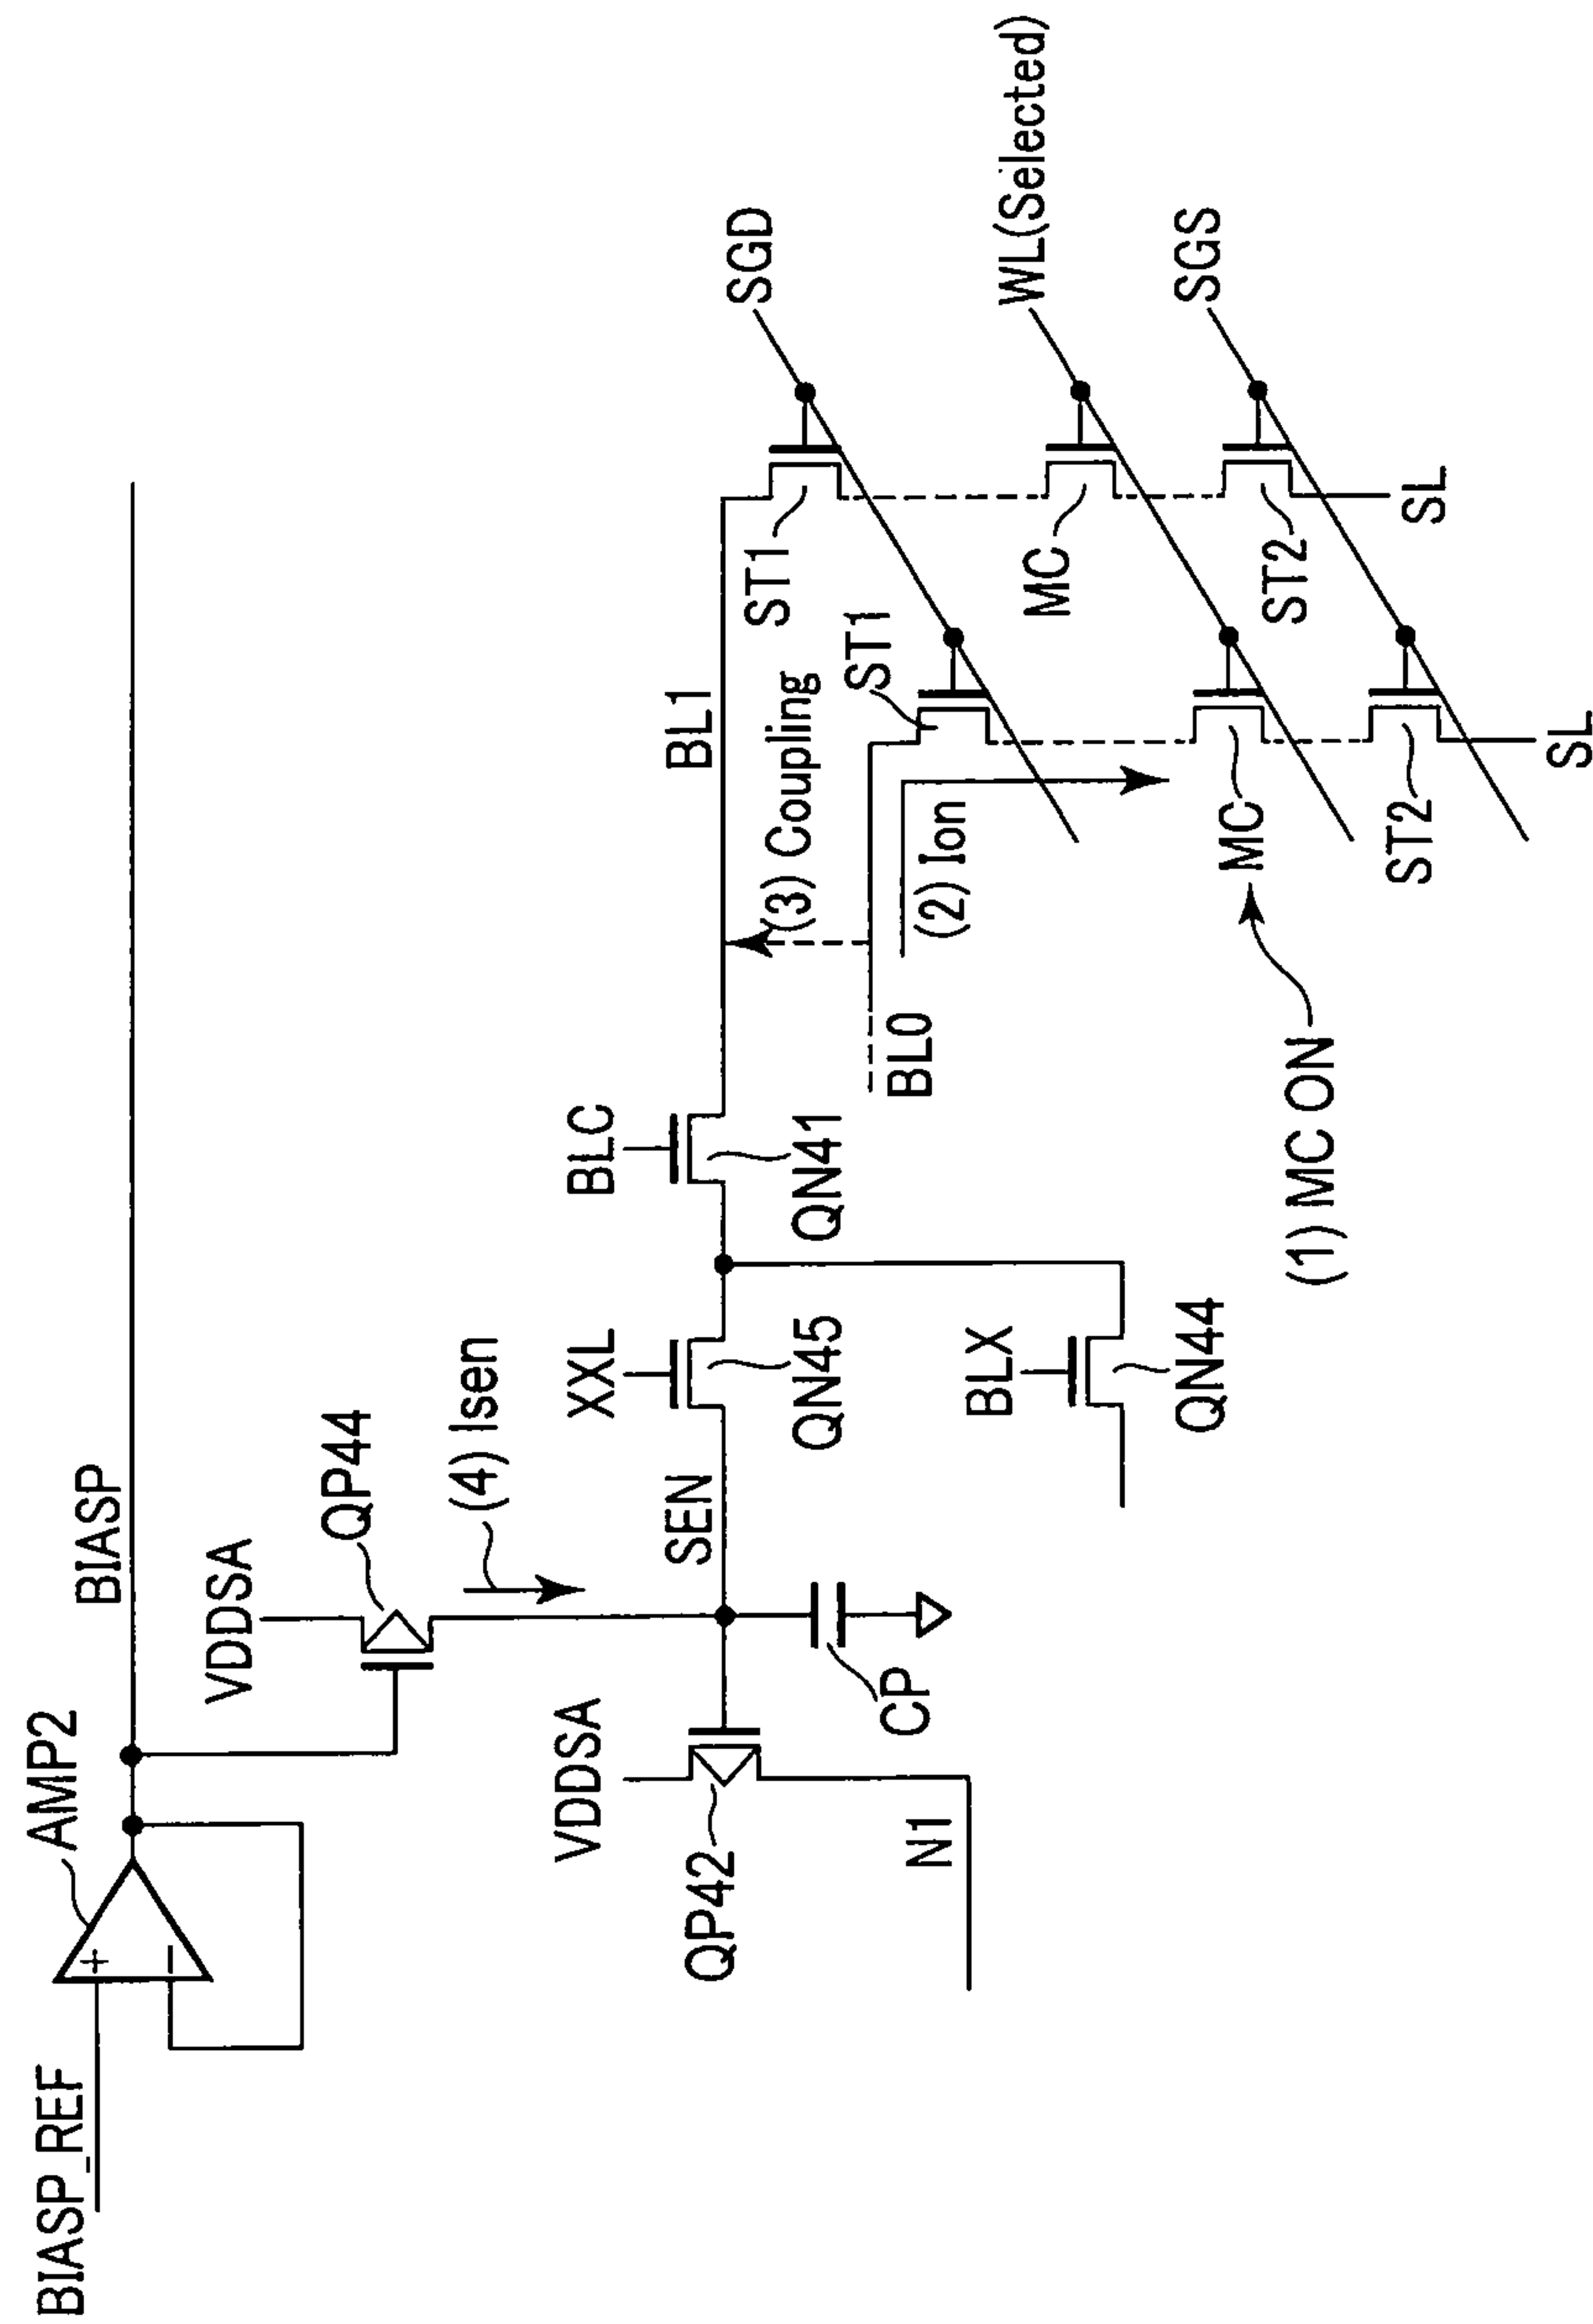 BIASP_REF
AMP2
+
−
BIASP
VDDSA
QP44
(4) Isen
VDDSA
QP42
N1
CP
SEN
XXL
QN45
BLX
QN44
BLC
QN41
BL1
(3) Coupling
BL0
(2) Ion
(1) MC ON
ST1
SGD
ST1
MC
WL(Selected)
MC
ST2
SGS
ST2
SL
SL